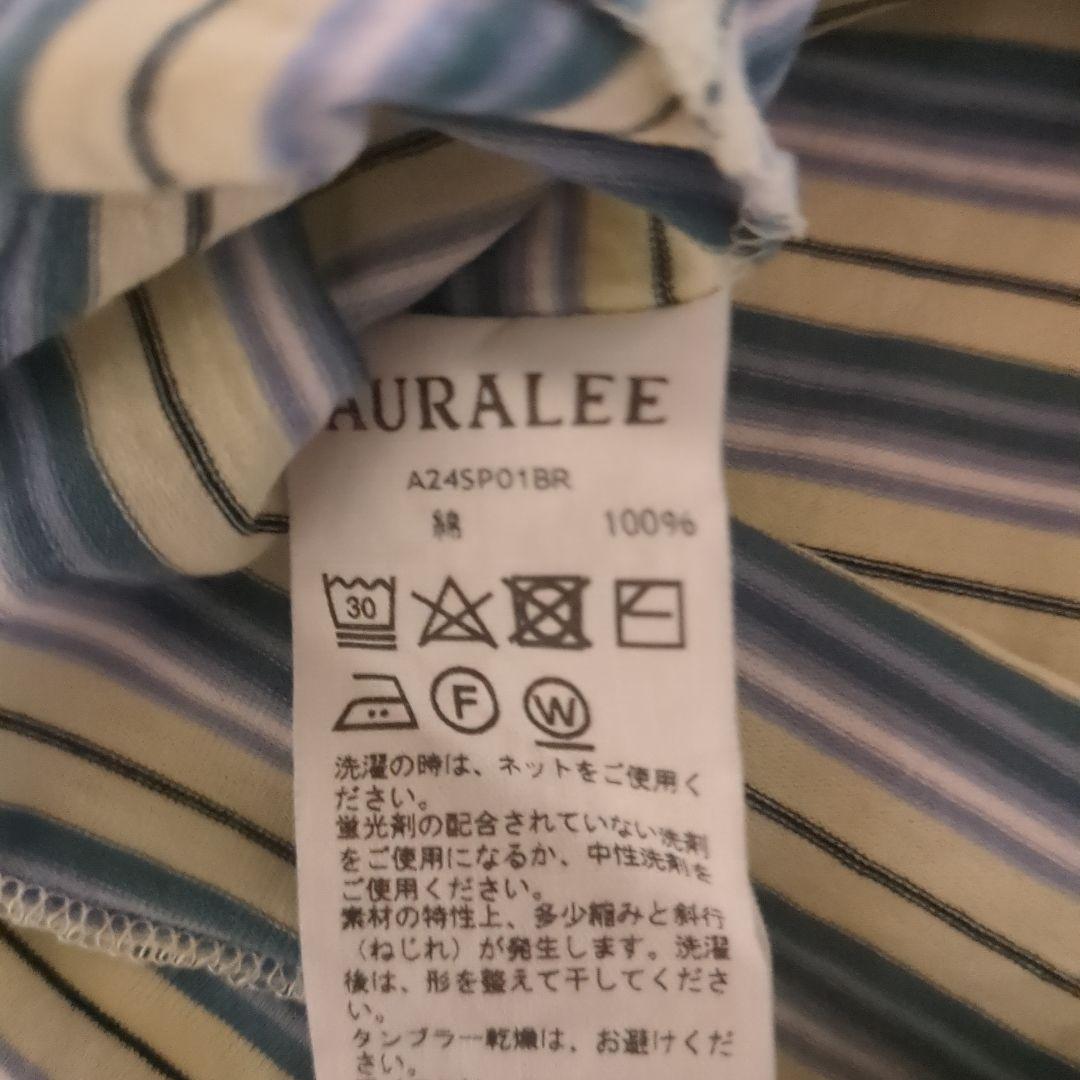 AURALEE
A24SP01BR
綿 100%
30
F W
洗濯の時は、ネットをご使用く
ださい。
蛍光剤の配合されていない洗剤
をご使用になるか、中性洗剤を
ご使用ください。
素材の特性上、多少縮みと斜行
（ねじれ）が発生します。洗濯
後は、形を整えて干してくださ
い。
タンブラー乾燥は、お避けくだ
さい。